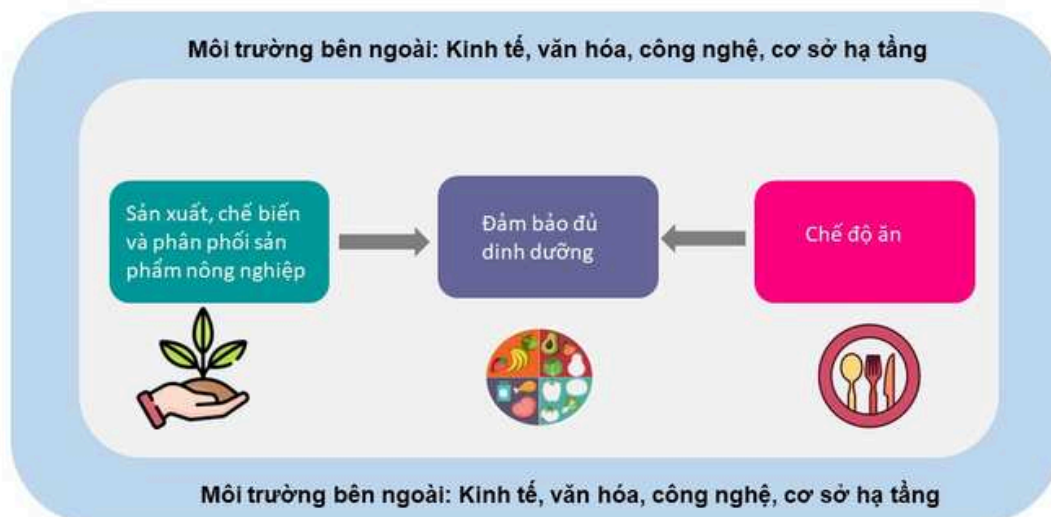 Môi trường bên ngoài: Kinh tế, văn hóa, công nghệ, cơ sở hạ tầng
Sản xuất, chế biến
và phân phối sản
phẩm nông nghiệp
Đảm bảo đủ
dinh dưỡng
Chế độ ăn
Môi trường bên ngoài: Kinh tế, văn hóa, công nghệ, cơ sở hạ tầng